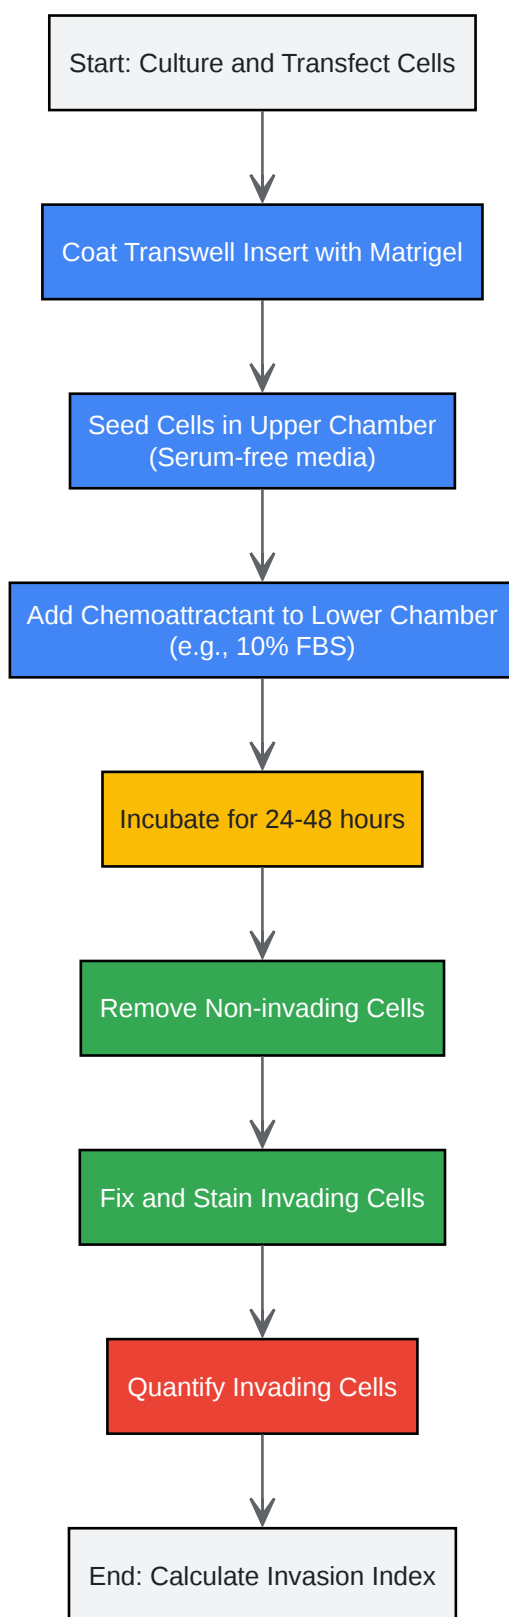 Start: Culture and Transfect Cells
Coat Transwell Insert with Matrigel
Seed Cells in Upper Chamber
(Serum-free media)
Add Chemoattractant to Lower Chamber
(e.g., 10% FBS)
Incubate for 24-48 hours
Remove Non-invading Cells
Fix and Stain Invading Cells
Quantify Invading Cells
End: Calculate Invasion Index